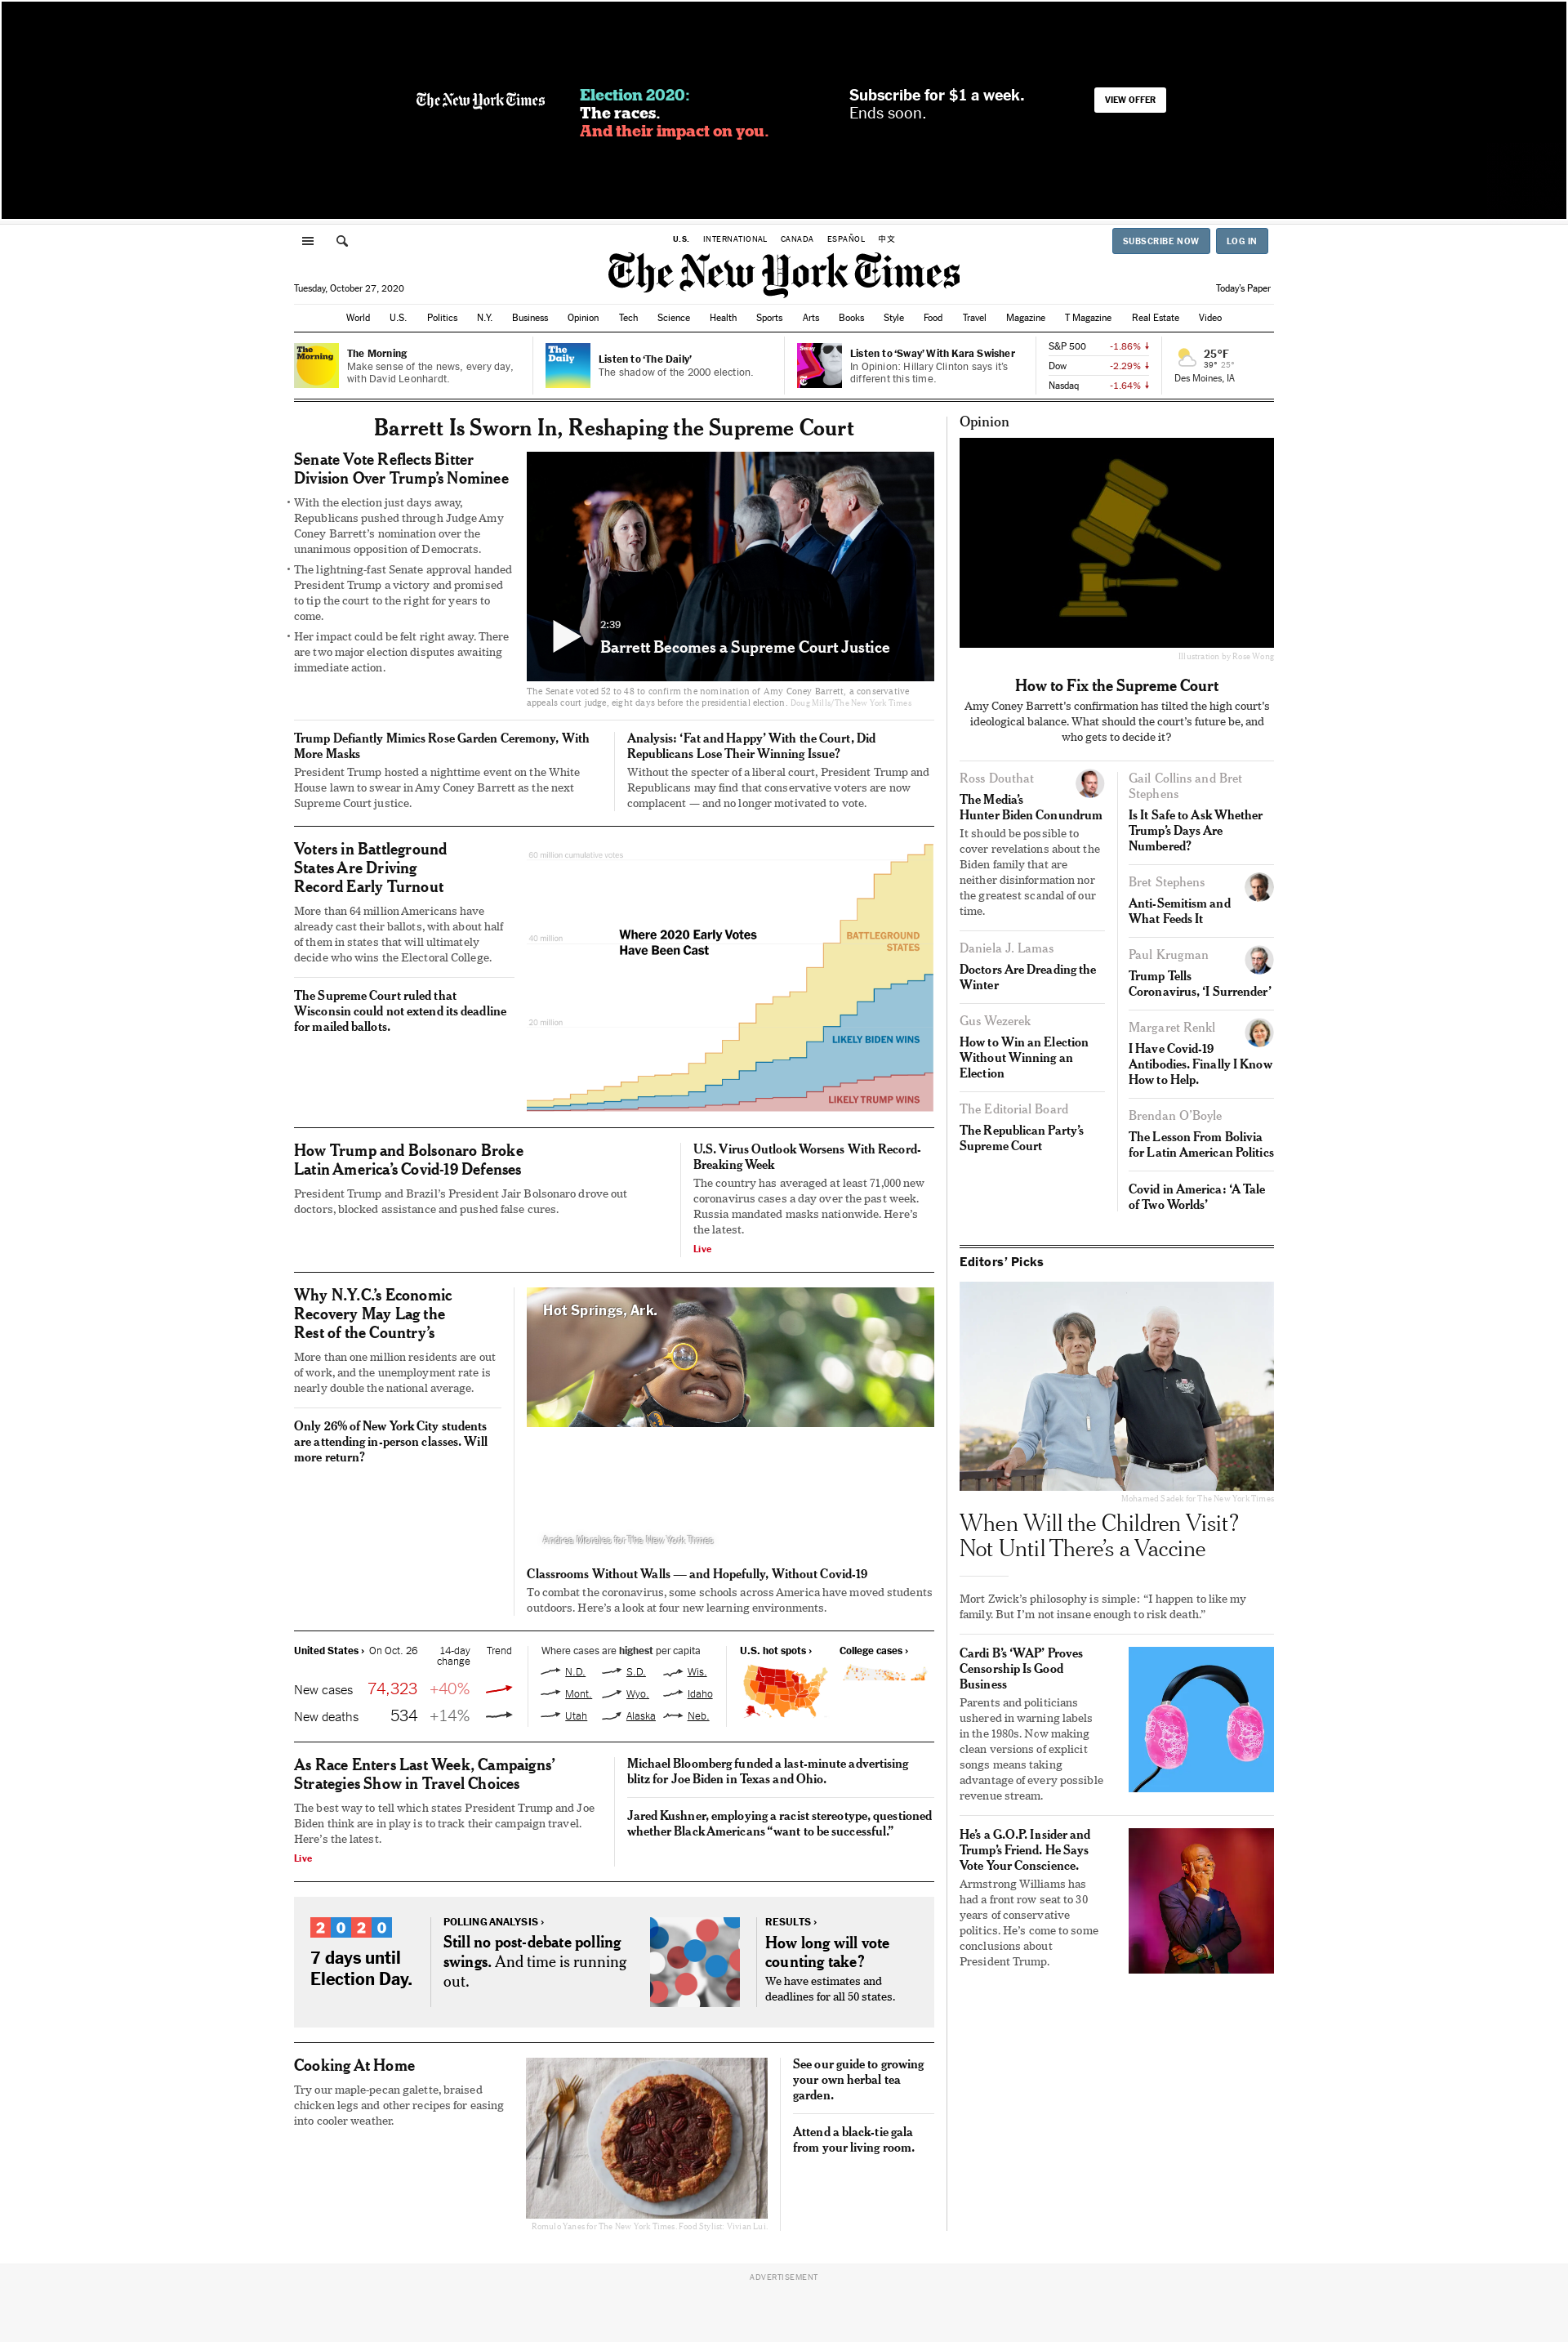 The New York Times
Election 2020:
The races.
And their impact on you.
Subscribe for $1 a week.
Ends soon.
VIEW OFFER
U.S. INTERNATIONAL CANADA ESPAÑOL 中文
SUBSCRIBE NOW LOG IN
The New York Times
Tuesday, October 27, 2020
Today's Paper
World U.S. Politics N.Y. Business Opinion Tech Science Health Sports Arts Books Style Food Travel Magazine T Magazine Real Estate Video
The Morning
The Morning
Make sense of the news, every day,
with David Leonhardt.
The Daily
Listen to ‘The Daily’
The shadow of the 2000 election.
Sway
Listen to ‘Sway’ With Kara Swisher
In Opinion: Hillary Clinton says it’s
different this time.
S&P 500 -1.86%
Dow -2.29%
Nasdaq -1.64%
25°F
39° 25°
Des Moines, IA
Barrett Is Sworn In, Reshaping the Supreme Court
Senate Vote Reflects Bitter
Division Over Trump’s Nominee
• With the election just days away,
Republicans pushed through Judge Amy
Coney Barrett’s nomination over the
unanimous opposition of Democrats.
• The lightning-fast Senate approval handed
President Trump a victory and promised
to tip the court to the right for years to
come.
• Her impact could be felt right away. There
are two major election disputes awaiting
immediate action.
2:39
Barrett Becomes a Supreme Court Justice
The Senate voted 52 to 48 to confirm the nomination of Amy Coney Barrett, a conservative
appeals court judge, eight days before the presidential election. Doug Mills/The New York Times
Trump Defiantly Mimics Rose Garden Ceremony, With
More Masks
President Trump hosted a nighttime event on the White
House lawn to swear in Amy Coney Barrett as the next
Supreme Court justice.
Analysis: ‘Fat and Happy’ With the Court, Did
Republicans Lose Their Winning Issue?
Without the specter of a liberal court, President Trump and
Republicans may find that conservative voters are now
complacent — and no longer motivated to vote.
Voters in Battleground
States Are Driving
Record Early Turnout
More than 64 million Americans have
already cast their ballots, with about half
of them in states that will ultimately
decide who wins the Electoral College.
The Supreme Court ruled that
Wisconsin could not extend its deadline
for mailed ballots.
60 million cumulative votes
40 million
20 million
Where 2020 Early Votes
Have Been Cast
BATTLEGROUND
STATES
LIKELY BIDEN WINS
LIKELY TRUMP WINS
How Trump and Bolsonaro Broke
Latin America’s Covid-19 Defenses
President Trump and Brazil’s President Jair Bolsonaro drove out
doctors, blocked assistance and pushed false cures.
U.S. Virus Outlook Worsens With Record-
Breaking Week
The country has averaged at least 71,000 new
coronavirus cases a day over the past week.
Russia mandated masks nationwide. Here’s
the latest.
Live
Why N.Y.C.’s Economic
Recovery May Lag the
Rest of the Country’s
More than one million residents are out
of work, and the unemployment rate is
nearly double the national average.
Only 26% of New York City students
are attending in-person classes. Will
more return?
Hot Springs, Ark.
Andrea Morales for The New York Times
Classrooms Without Walls — and Hopefully, Without Covid-19
To combat the coronavirus, some schools across America have moved students
outdoors. Here’s a look at four new learning environments.
United States › On Oct. 26 14-day
change Trend
New cases 74,323 +40%
New deaths 534 +14%
Where cases are highest per capita
N.D. S.D. Wis.
Mont. Wyo. Idaho
Utah Alaska Neb.
U.S. hot spots › College cases ›
As Race Enters Last Week, Campaigns’
Strategies Show in Travel Choices
The best way to tell which states President Trump and Joe
Biden think are in play is to track their campaign travel.
Here’s the latest.
Live
Michael Bloomberg funded a last-minute advertising
blitz for Joe Biden in Texas and Ohio.
Jared Kushner, employing a racist stereotype, questioned
whether Black Americans “want to be successful.”
2020
7 days until
Election Day.
POLLING ANALYSIS ›
Still no post-debate polling
swings. And time is running
out.
RESULTS ›
How long will vote
counting take?
We have estimates and
deadlines for all 50 states.
Cooking At Home
Try our maple-pecan galette, braised
chicken legs and other recipes for easing
into cooler weather.
Romulo Yanes for The New York Times. Food Stylist: Vivian Lui.
See our guide to growing
your own herbal tea
garden.
Attend a black-tie gala
from your living room.
Opinion
Illustration by Rose Wong
How to Fix the Supreme Court
Amy Coney Barrett’s confirmation has tilted the high court’s
ideological balance. What should the court’s future be, and
who gets to decide it?
Ross Douthat
The Media’s
Hunter Biden Conundrum
It should be possible to
cover revelations about the
Biden family that are
neither disinformation nor
the greatest scandal of our
time.
Daniela J. Lamas
Doctors Are Dreading the
Winter
Gus Wezerek
How to Win an Election
Without Winning an
Election
The Editorial Board
The Republican Party’s
Supreme Court
Gail Collins and Bret
Stephens
Is It Safe to Ask Whether
Trump’s Days Are
Numbered?
Bret Stephens
Anti-Semitism and
What Feeds It
Paul Krugman
Trump Tells
Coronavirus, ‘I Surrender’
Margaret Renkl
I Have Covid-19
Antibodies. Finally I Know
How to Help.
Brendan O’Boyle
The Lesson From Bolivia
for Latin American Politics
Covid in America: ‘A Tale
of Two Worlds’
Editors’ Picks
Mohamed Sadek for The New York Times
When Will the Children Visit?
Not Until There’s a Vaccine
Mort Zwick’s philosophy is simple: “I happen to like my
family. But I’m not insane enough to risk death.”
Cardi B’s ‘WAP’ Proves
Censorship Is Good
Business
Parents and politicians
ushered in warning labels
in the 1980s. Now making
clean versions of explicit
songs means taking
advantage of every possible
revenue stream.
He’s a G.O.P. Insider and
Trump’s Friend. He Says
Vote Your Conscience.
Armstrong Williams has
had a front row seat to 30
years of conservative
politics. He’s come to some
conclusions about
President Trump.
ADVERTISEMENT